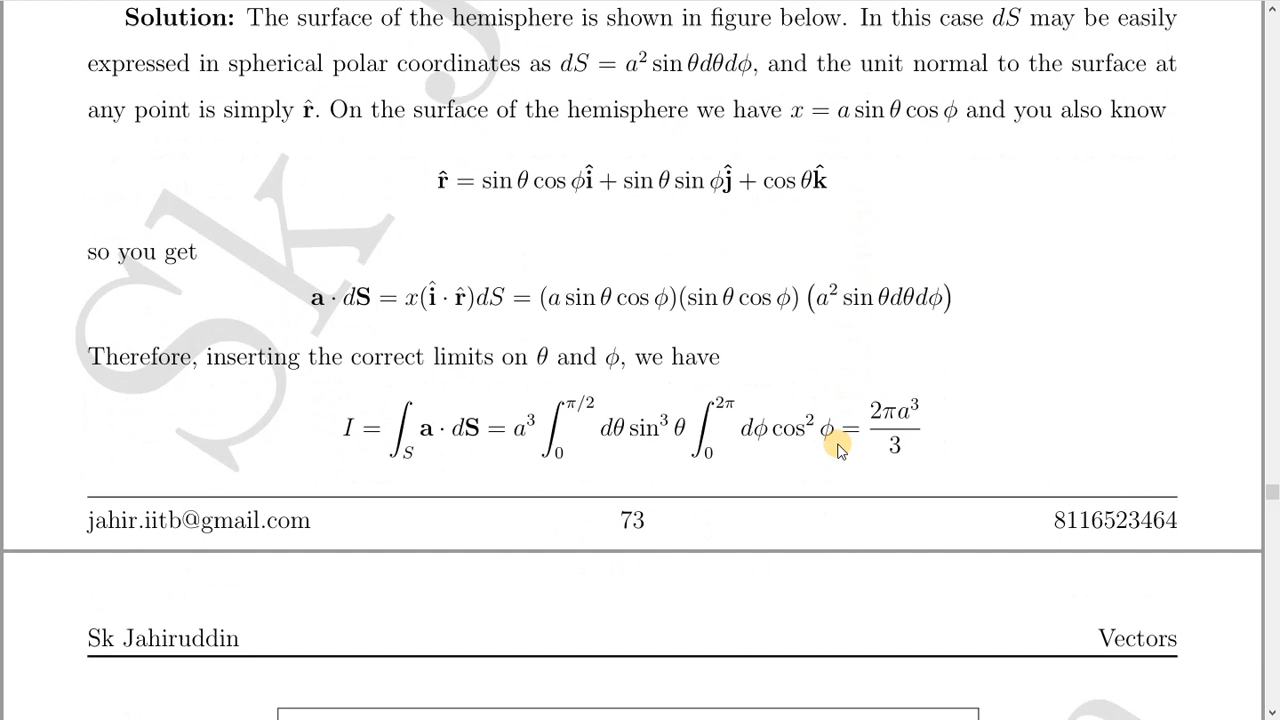 Solution: The surface of the hemisphere is shown in figure below. In this case dS may be easily
expressed in spherical polar coordinates as dS = a² sin θdθdϕ, and the unit normal to the surface at
any point is simply r̂. On the surface of the hemisphere we have x = a sin θ cos ϕ and you also know
r̂ = sin θ cos ϕî + sin θ sin ϕĵ + cos θk̂
so you get
a · dS = x(î · r̂)dS = (a sin θ cos ϕ)(sin θ cos ϕ) (a² sin θdθdϕ)
Therefore, inserting the correct limits on θ and ϕ, we have
I = ∫_S a · dS = a³ ∫_0^{π/2} dθ sin³ θ ∫_0^{2π} dϕ cos² ϕ = 2πa³/3
jahir.iitb@gmail.com 73 8116523464
Sk Jahiruddin Vectors
Sk J